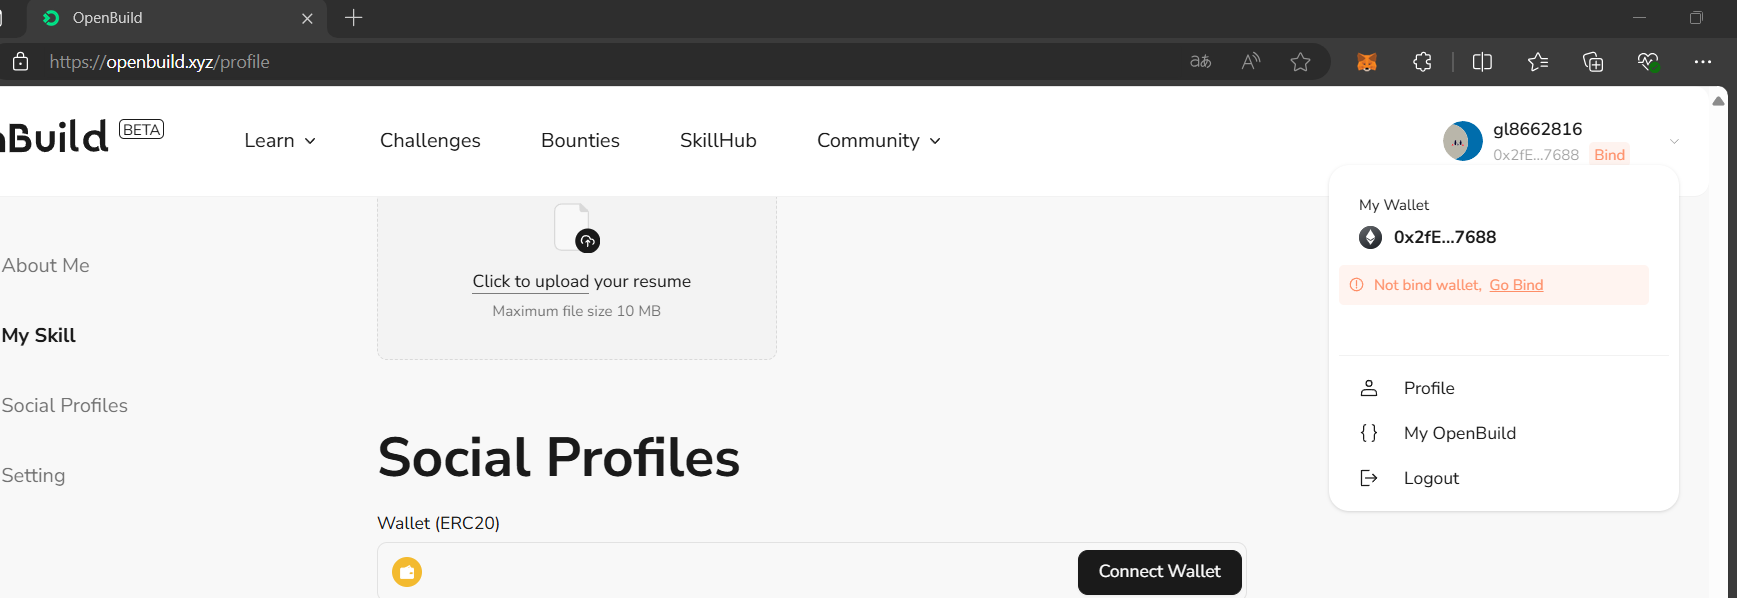 OpenBuild
https://openbuild.xyz/profile
nBuild BETA
Learn
Challenges
Bounties
SkillHub
Community
gl8662816
0x2fE...7688 Bind
My Wallet
0x2fE...7688
Not bind wallet, Go Bind
Profile
My OpenBuild
Logout
About Me
My Skill
Social Profiles
Setting
Click to upload your resume
Maximum file size 10 MB
Social Profiles
Wallet (ERC20)
Connect Wallet